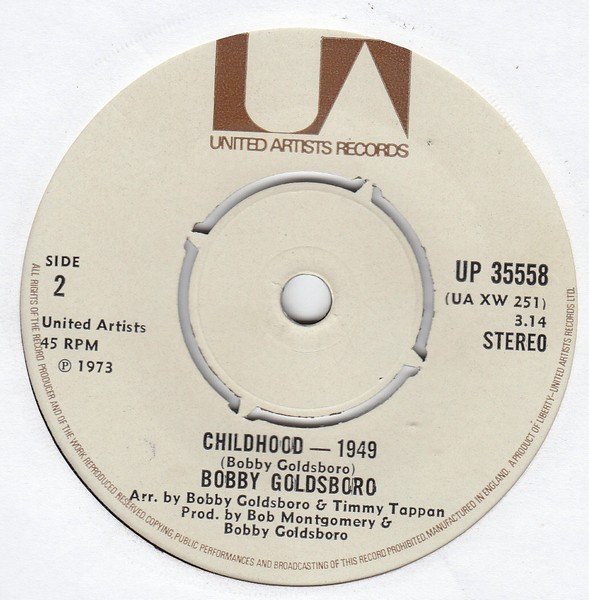 UA
UNITED ARTISTS RECORDS
SIDE
2
United Artists
45 RPM
℗ 1973
UP 35558
(UA XW 251)
3.14
STEREO
CHILDHOOD — 1949
(Bobby Goldsboro)
BOBBY GOLDSBORO
Arr. by Bobby Goldsboro & Timmy Tappan
Prod. by Bob Montgomery &
Bobby Goldsboro
ALL RIGHTS OF THE RECORD PRODUCER AND OF THE OWNER OF THE WORK REPRODUCED RESERVED. COPYING, PUBLIC PERFORMANCES AND BROADCASTING OF THIS RECORD PROHIBITED. MANUFACTURED IN ENGLAND. A PRODUCT OF LIBERTY–UNITED ARTISTS RECORDS LTD.